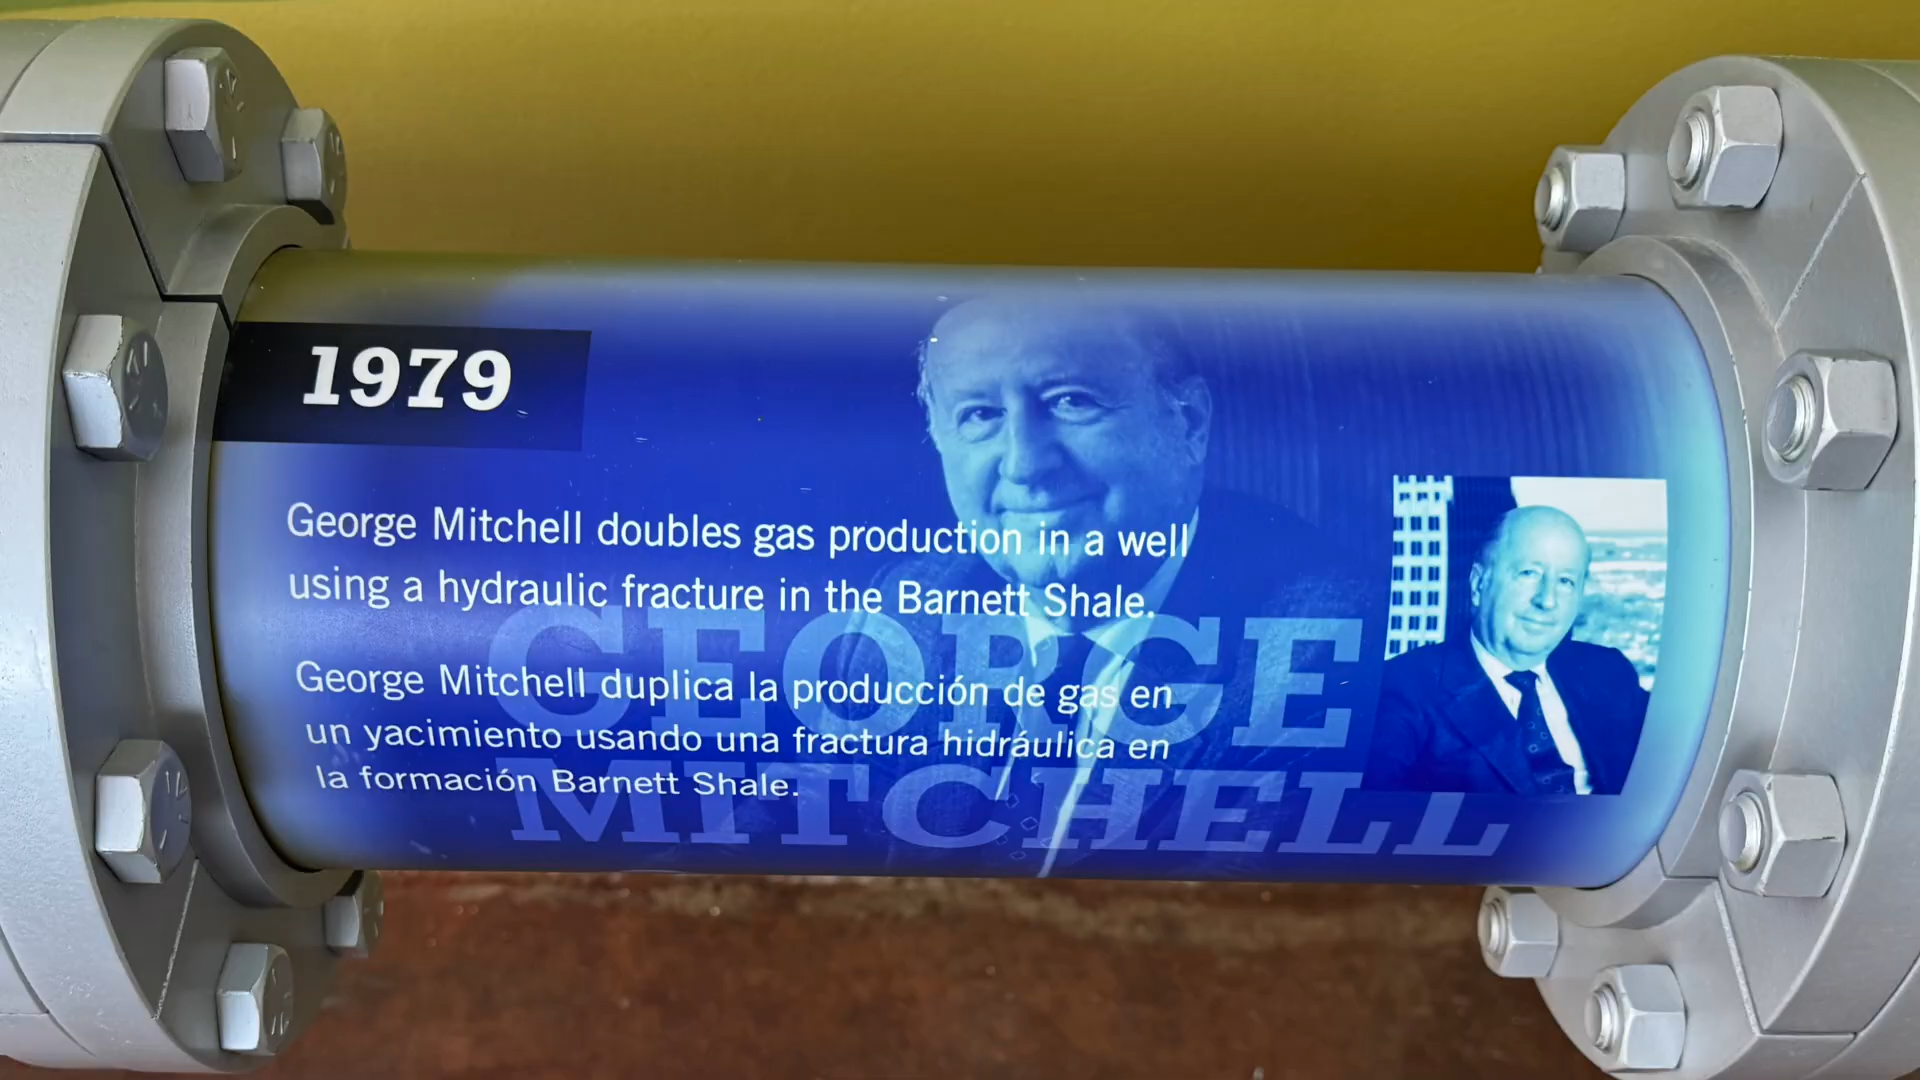 1979
George Mitchell doubles gas production in a well
using a hydraulic fracture in the Barnett Shale.
George Mitchell duplica la producción de gas en
un yacimiento usando una fractura hidráulica en
la formación Barnett Shale.
GEORGE
MITCHELL